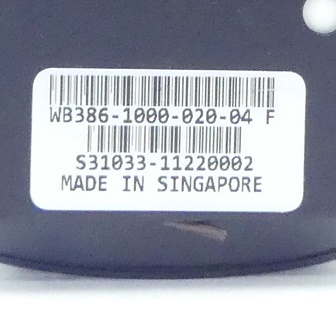 WB386-1000-020-04 F
S31033-11220002
MADE IN SINGAPORE